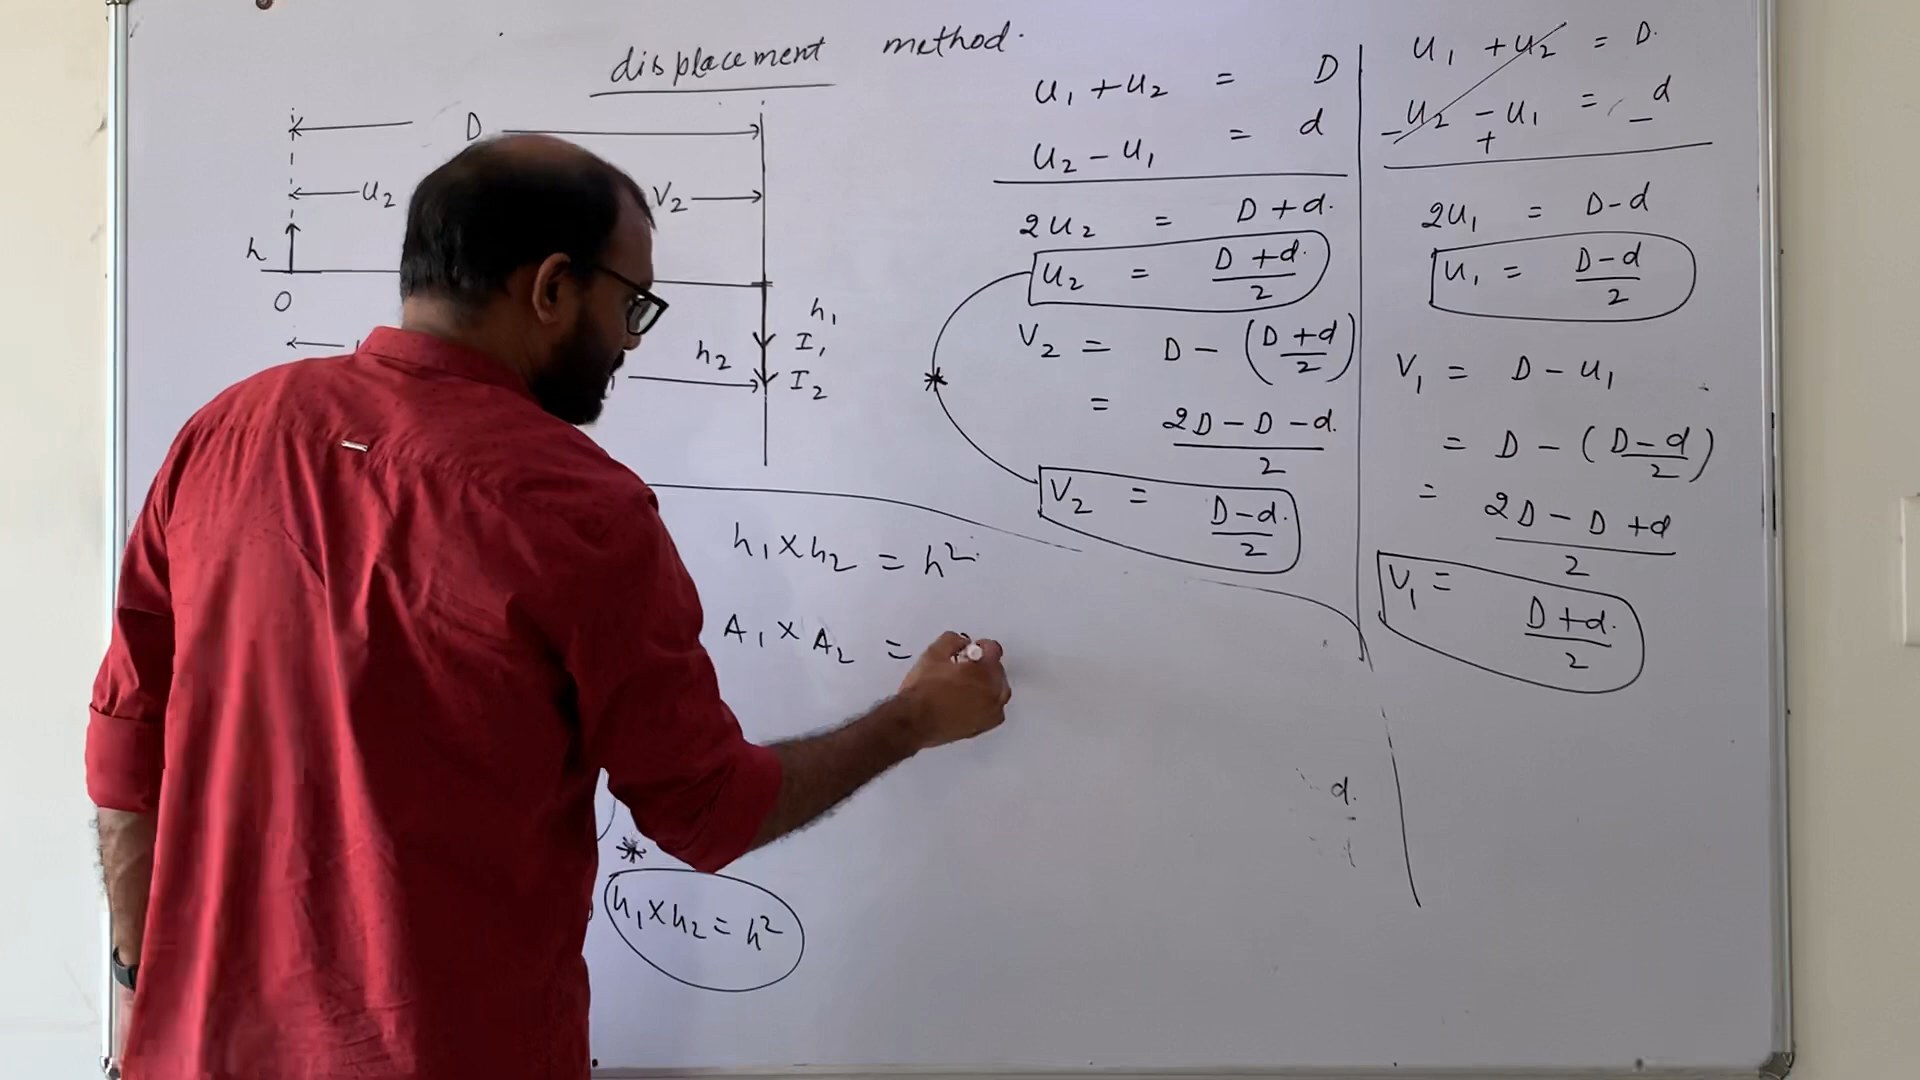 displacement method.
D
u₂ V₂
h
O
h₁
I₁
h₂
I₂
u₁ + u₂ = D
u₂ - u₁ = d
2u₂ = D + d.
u₂ = (D + d.)/2
V₂ = D - ((D + d)/2)
= (2D - D - d.)/2
V₂ = (D - d.)/2
u₁ + u₂ = D.
- u₂ - u₁ = - d
+
2u₁ = D - d
u₁ = (D - d)/2
V₁ = D - u₁
= D - ((D - d)/2)
= (2D - D + d)/2
V₁ = (D + d.)/2
h₁ × h₂ = h²
A₁ × A₂ =
* h₁ × h₂ = h²
d.